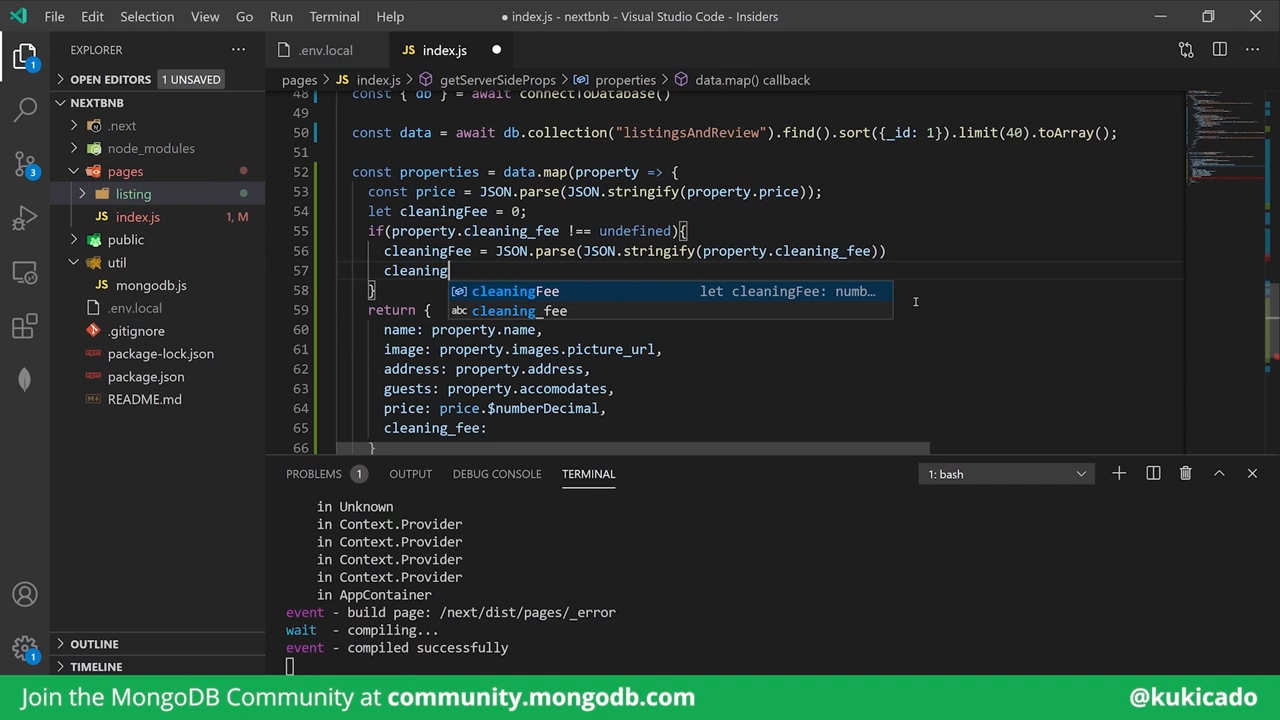 File Edit Selection View Go Run Terminal Help
● index.js - nextbnb - Visual Studio Code - Insiders
EXPLORER
OPEN EDITORS 1 UNSAVED
NEXTBNB
.next
node_modules
pages
listing
index.js 1, M
public
util
mongodb.js
.env.local
.gitignore
package-lock.json
package.json
README.md
OUTLINE
TIMELINE
1
3
1
.env.local
JS index.js
pages > JS index.js > getServerSideProps > properties > data.map() callback
48 const { db } = await connectToDatabase()
49
50 const data = await db.collection("listingsAndReview").find().sort({_id: 1}).limit(40).toArray();
51
52 const properties = data.map(property => {
53 const price = JSON.parse(JSON.stringify(property.price));
54 let cleaningFee = 0;
55 if(property.cleaning_fee !== undefined){
56 cleaningFee = JSON.parse(JSON.stringify(property.cleaning_fee))
57 cleaning
cleaningFee let cleaningFee: numb…
abc cleaning_fee
58 }
59 return {
60 name: property.name,
61 image: property.images.picture_url,
62 address: property.address,
63 guests: property.accomodates,
64 price: price.$numberDecimal,
65 cleaning_fee:
66 }
PROBLEMS 1 OUTPUT DEBUG CONSOLE TERMINAL 1: bash
in Unknown
in Context.Provider
in Context.Provider
in Context.Provider
in Context.Provider
in AppContainer
event - build page: /next/dist/pages/_error
wait - compiling...
event - compiled successfully
Join the MongoDB Community at community.mongodb.com @kukicado